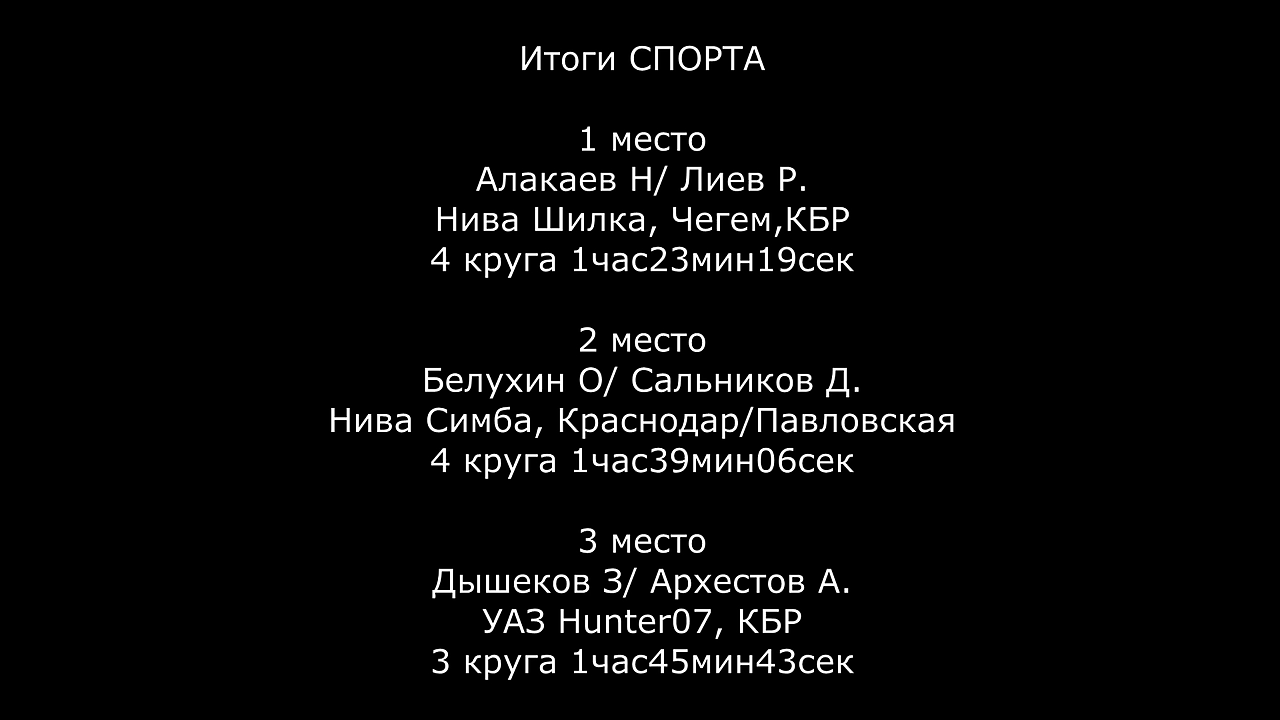 Итоги СПОРТА
1 место
Алакаев Н/ Лиев Р.
Нива Шилка, Чегем,КБР
4 круга 1час23мин19сек
2 место
Белухин О/ Сальников Д.
Нива Симба, Краснодар/Павловская
4 круга 1час39мин06сек
3 место
Дышеков З/ Архестов А.
УАЗ Hunter07, КБР
3 круга 1час45мин43сек